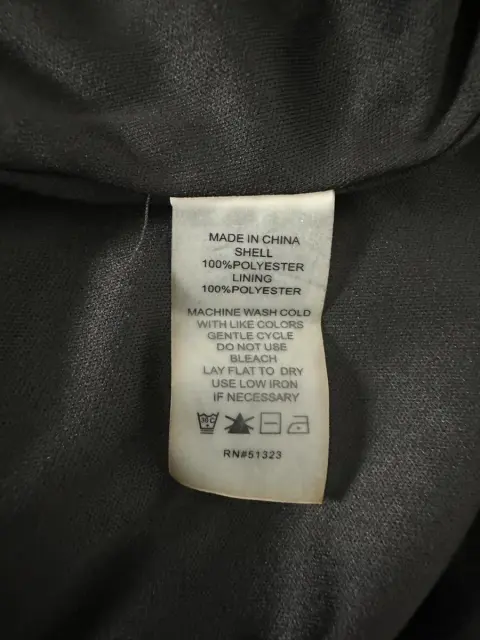 MADE IN CHINA
SHELL
100%POLYESTER
LINING
100%POLYESTER
MACHINE WASH COLD
WITH LIKE COLORS
GENTLE CYCLE
DO NOT USE
BLEACH
LAY FLAT TO DRY
USE LOW IRON
IF NECESSARY
30°C
RN#51323